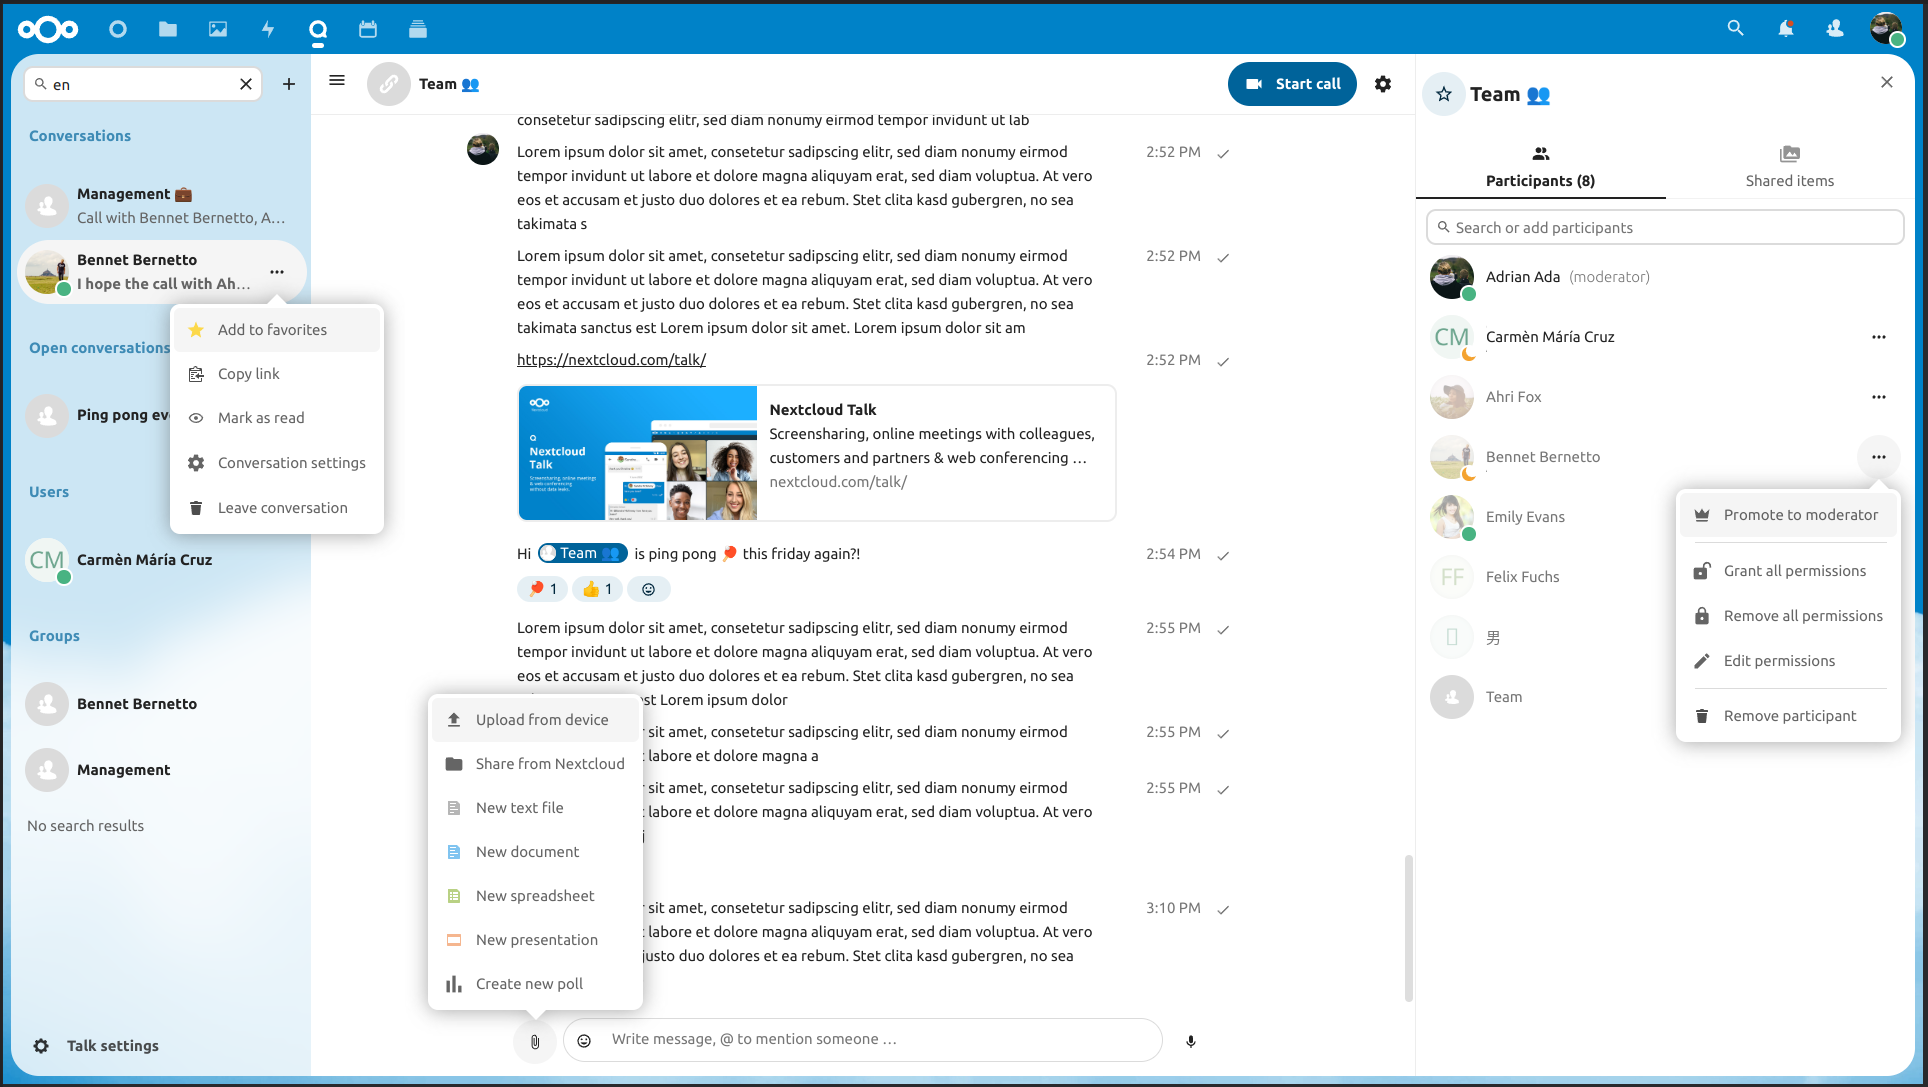 en
Conversations
Management 💼
Call with Bennet Bernetto, A…
Bennet Bernetto
I hope the call with Ah…
Add to favorites
Copy link
Mark as read
Conversation settings
Leave conversation
Open conversations
Ping pong ev
Users
CM Carmèn Máría Cruz
Groups
Bennet Bernetto
Management
No search results
Talk settings
Team 👥
Start call
consetetur sadipscing elitr, sed diam nonumy eirmod tempor invidunt ut lab
Lorem ipsum dolor sit amet, consetetur sadipscing elitr, sed diam nonumy eirmod 2:52 PM
tempor invidunt ut labore et dolore magna aliquyam erat, sed diam voluptua. At vero
eos et accusam et justo duo dolores et ea rebum. Stet clita kasd gubergren, no sea
takimata s
Lorem ipsum dolor sit amet, consetetur sadipscing elitr, sed diam nonumy eirmod 2:52 PM
tempor invidunt ut labore et dolore magna aliquyam erat, sed diam voluptua. At vero
eos et accusam et justo duo dolores et ea rebum. Stet clita kasd gubergren, no sea
takimata sanctus est Lorem ipsum dolor sit amet. Lorem ipsum dolor sit am
https://nextcloud.com/talk/ 2:52 PM
Nextcloud
Talk
Screensharing, online meetings
& web conferencing
without data leaks.
Nextcloud Talk
Screensharing, online meetings with colleagues,
customers and partners & web conferencing …
nextcloud.com/talk/
Hi Team 👥 is ping pong 🏓 this friday again?! 2:54 PM
🏓 1 👍 1
Lorem ipsum dolor sit amet, consetetur sadipscing elitr, sed diam nonumy eirmod 2:55 PM
tempor invidunt ut labore et dolore magna aliquyam erat, sed diam voluptua. At vero
eos et accusam et justo duo dolores et ea rebum. Stet clita kasd gubergren, no sea
st Lorem ipsum dolor
sit amet, consetetur sadipscing elitr, sed diam nonumy eirmod 2:55 PM
labore et dolore magna a
sit amet, consetetur sadipscing elitr, sed diam nonumy eirmod 2:55 PM
labore et dolore magna aliquyam erat, sed diam voluptua. At vero
j
sit amet, consetetur sadipscing elitr, sed diam nonumy eirmod 3:10 PM
labore et dolore magna aliquyam erat, sed diam voluptua. At vero
justo duo dolores et ea rebum. Stet clita kasd gubergren, no sea
Upload from device
Share from Nextcloud
New text file
New document
New spreadsheet
New presentation
Create new poll
Write message, @ to mention someone …
Team 👥
Participants (8)
Shared items
Search or add participants
Adrian Ada (moderator)
CM Carmèn Máría Cruz
Ahri Fox
Bennet Bernetto
Emily Evans
FF Felix Fuchs
男
Team
Promote to moderator
Grant all permissions
Remove all permissions
Edit permissions
Remove participant